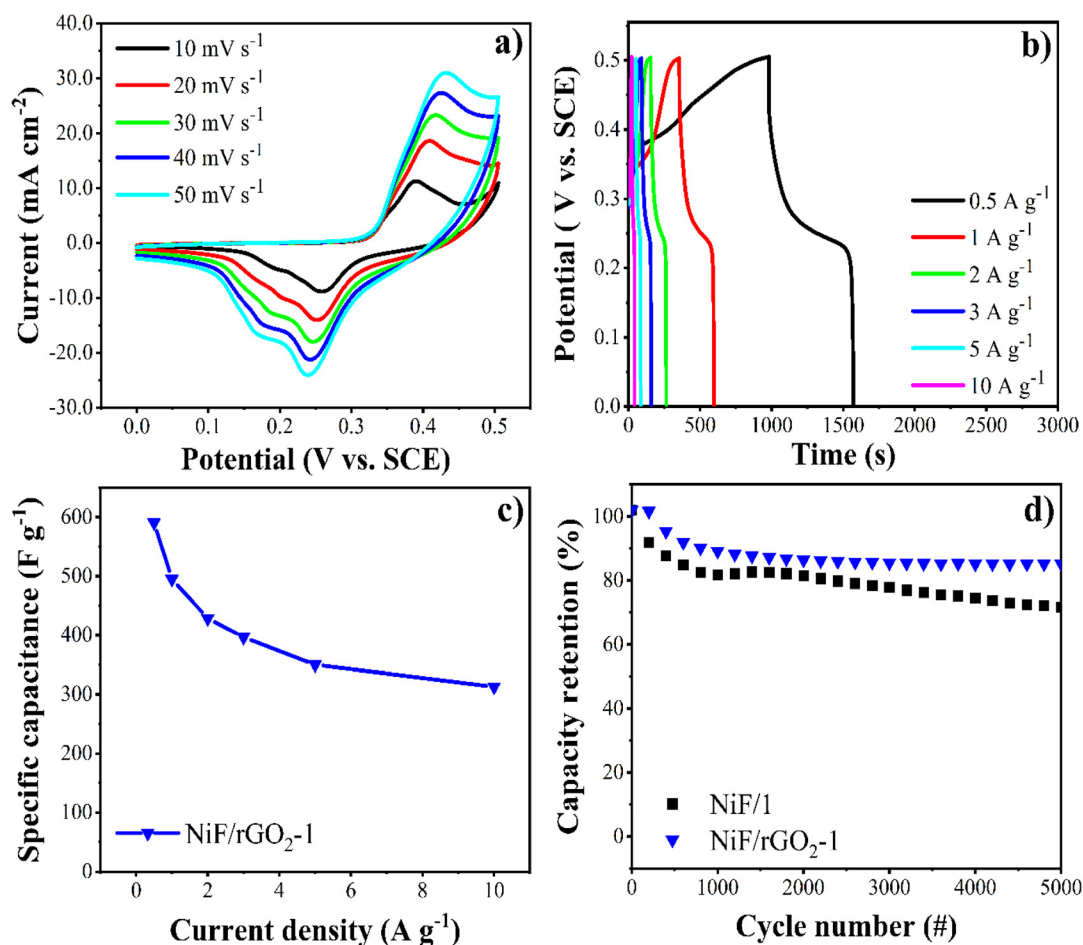 a)
40.0
30.0
20.0
10.0
0.0
-10.0
-20.0
-30.0
Current (mA cm⁻²)
10 mV s⁻¹
20 mV s⁻¹
30 mV s⁻¹
40 mV s⁻¹
50 mV s⁻¹
0.0 0.1 0.2 0.3 0.4 0.5
Potential (V vs. SCE)
b)
0.5
0.4
0.3
0.2
0.1
0.0
Potential ( V vs. SCE)
0.5 A g⁻¹
1 A g⁻¹
2 A g⁻¹
3 A g⁻¹
5 A g⁻¹
10 A g⁻¹
0 500 1000 1500 2000 2500 3000
Time (s)
c)
600
500
400
300
200
100
0
Specific capacitance (F g⁻¹)
NiF/rGO₂-1
0 2 4 6 8 10
Current density (A g⁻¹)
d)
100
80
60
40
20
0
Capacity retention (%)
NiF/1
NiF/rGO₂-1
0 1000 2000 3000 4000 5000
Cycle number (#)